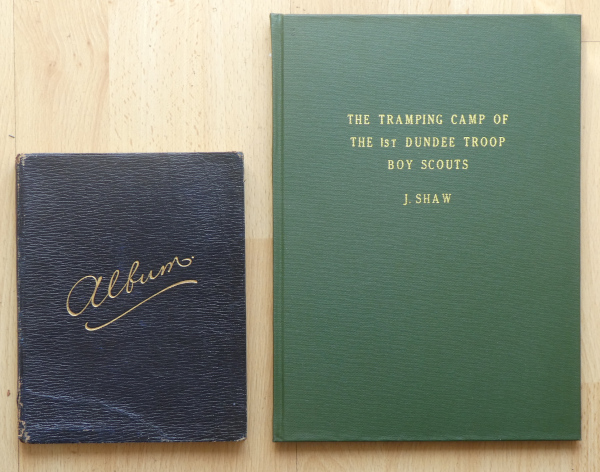 Album.
THE TRAMPING CAMP OF
THE 1ST DUNDEE TROOP
BOY SCOUTS
J. SHAW